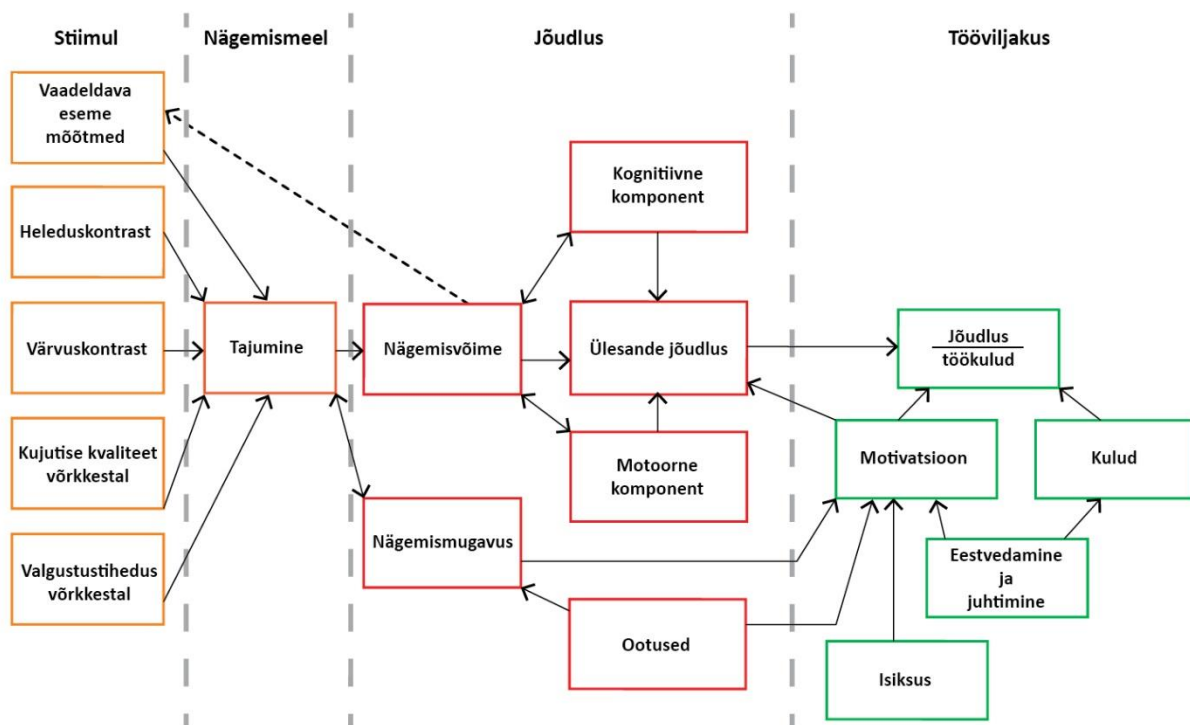 Stiimul
Nägemismeel
Jõudlus
Tööviljakus
Vaadeldava
eseme
mõõtmed
Heleduskontrast
Värvuskontrast
Kujutise kvaliteet
võrkkestal
Valgustustihedus
võrkkestal
Tajumine
Nägemisvõime
Nägemismugavus
Kognitiivne
komponent
Ülesande jõudlus
Motoorne
komponent
Ootused
Jõudlus
töökulud
Motivatsioon
Kulud
Eestvedamine
ja
juhtimine
Isiksus